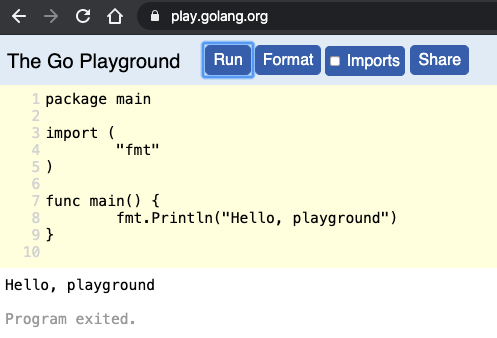 play.golang.org
The Go Playground Run Format Imports Share
1 package main
2
3 import (
4 "fmt"
5 )
6
7 func main() {
8 fmt.Println("Hello, playground")
9 }
10
Hello, playground
Program exited.